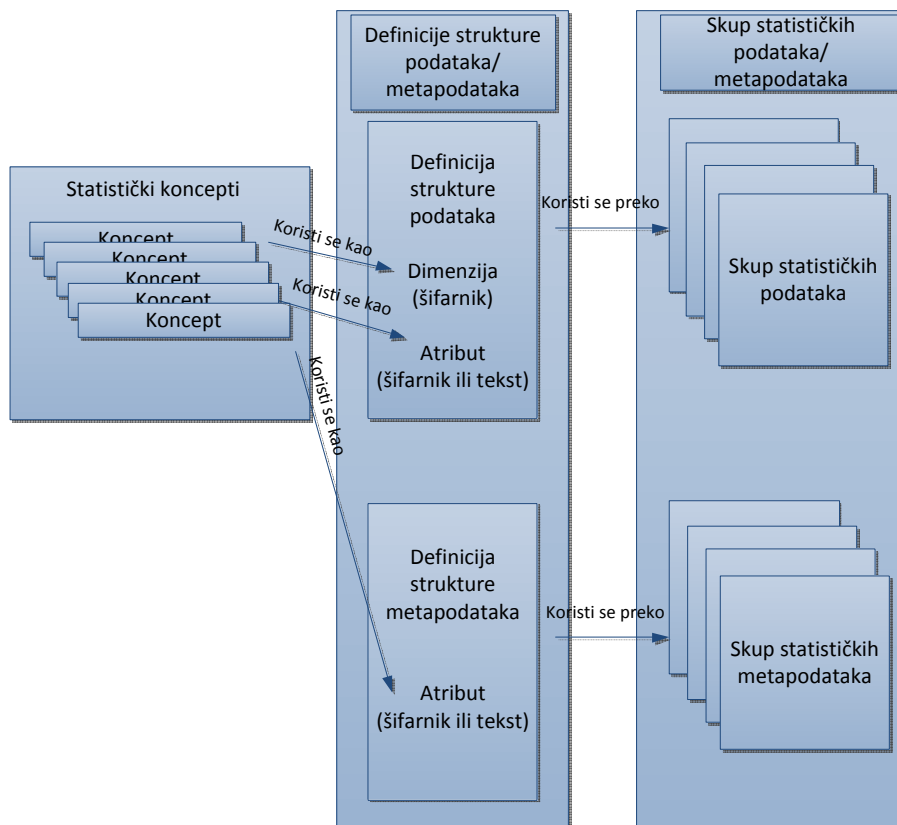 Definicije strukture
podataka/
metapodataka
Skup statističkih
podataka/
metapodataka
Statistički koncepti
Koncept
Koncept
Koncept
Koncept
Koncept
Koristi se kao
Koristi se kao
Koristi se kao
Definicija
strukture
podataka
Dimenzija
(šifarnik)
Atribut
(šifarnik ili tekst)
Koristi se preko
Skup statističkih
podataka
Definicija
strukture
metapodataka
Atribut
(šifarnik ili tekst)
Koristi se preko
Skup statističkih
metapodataka